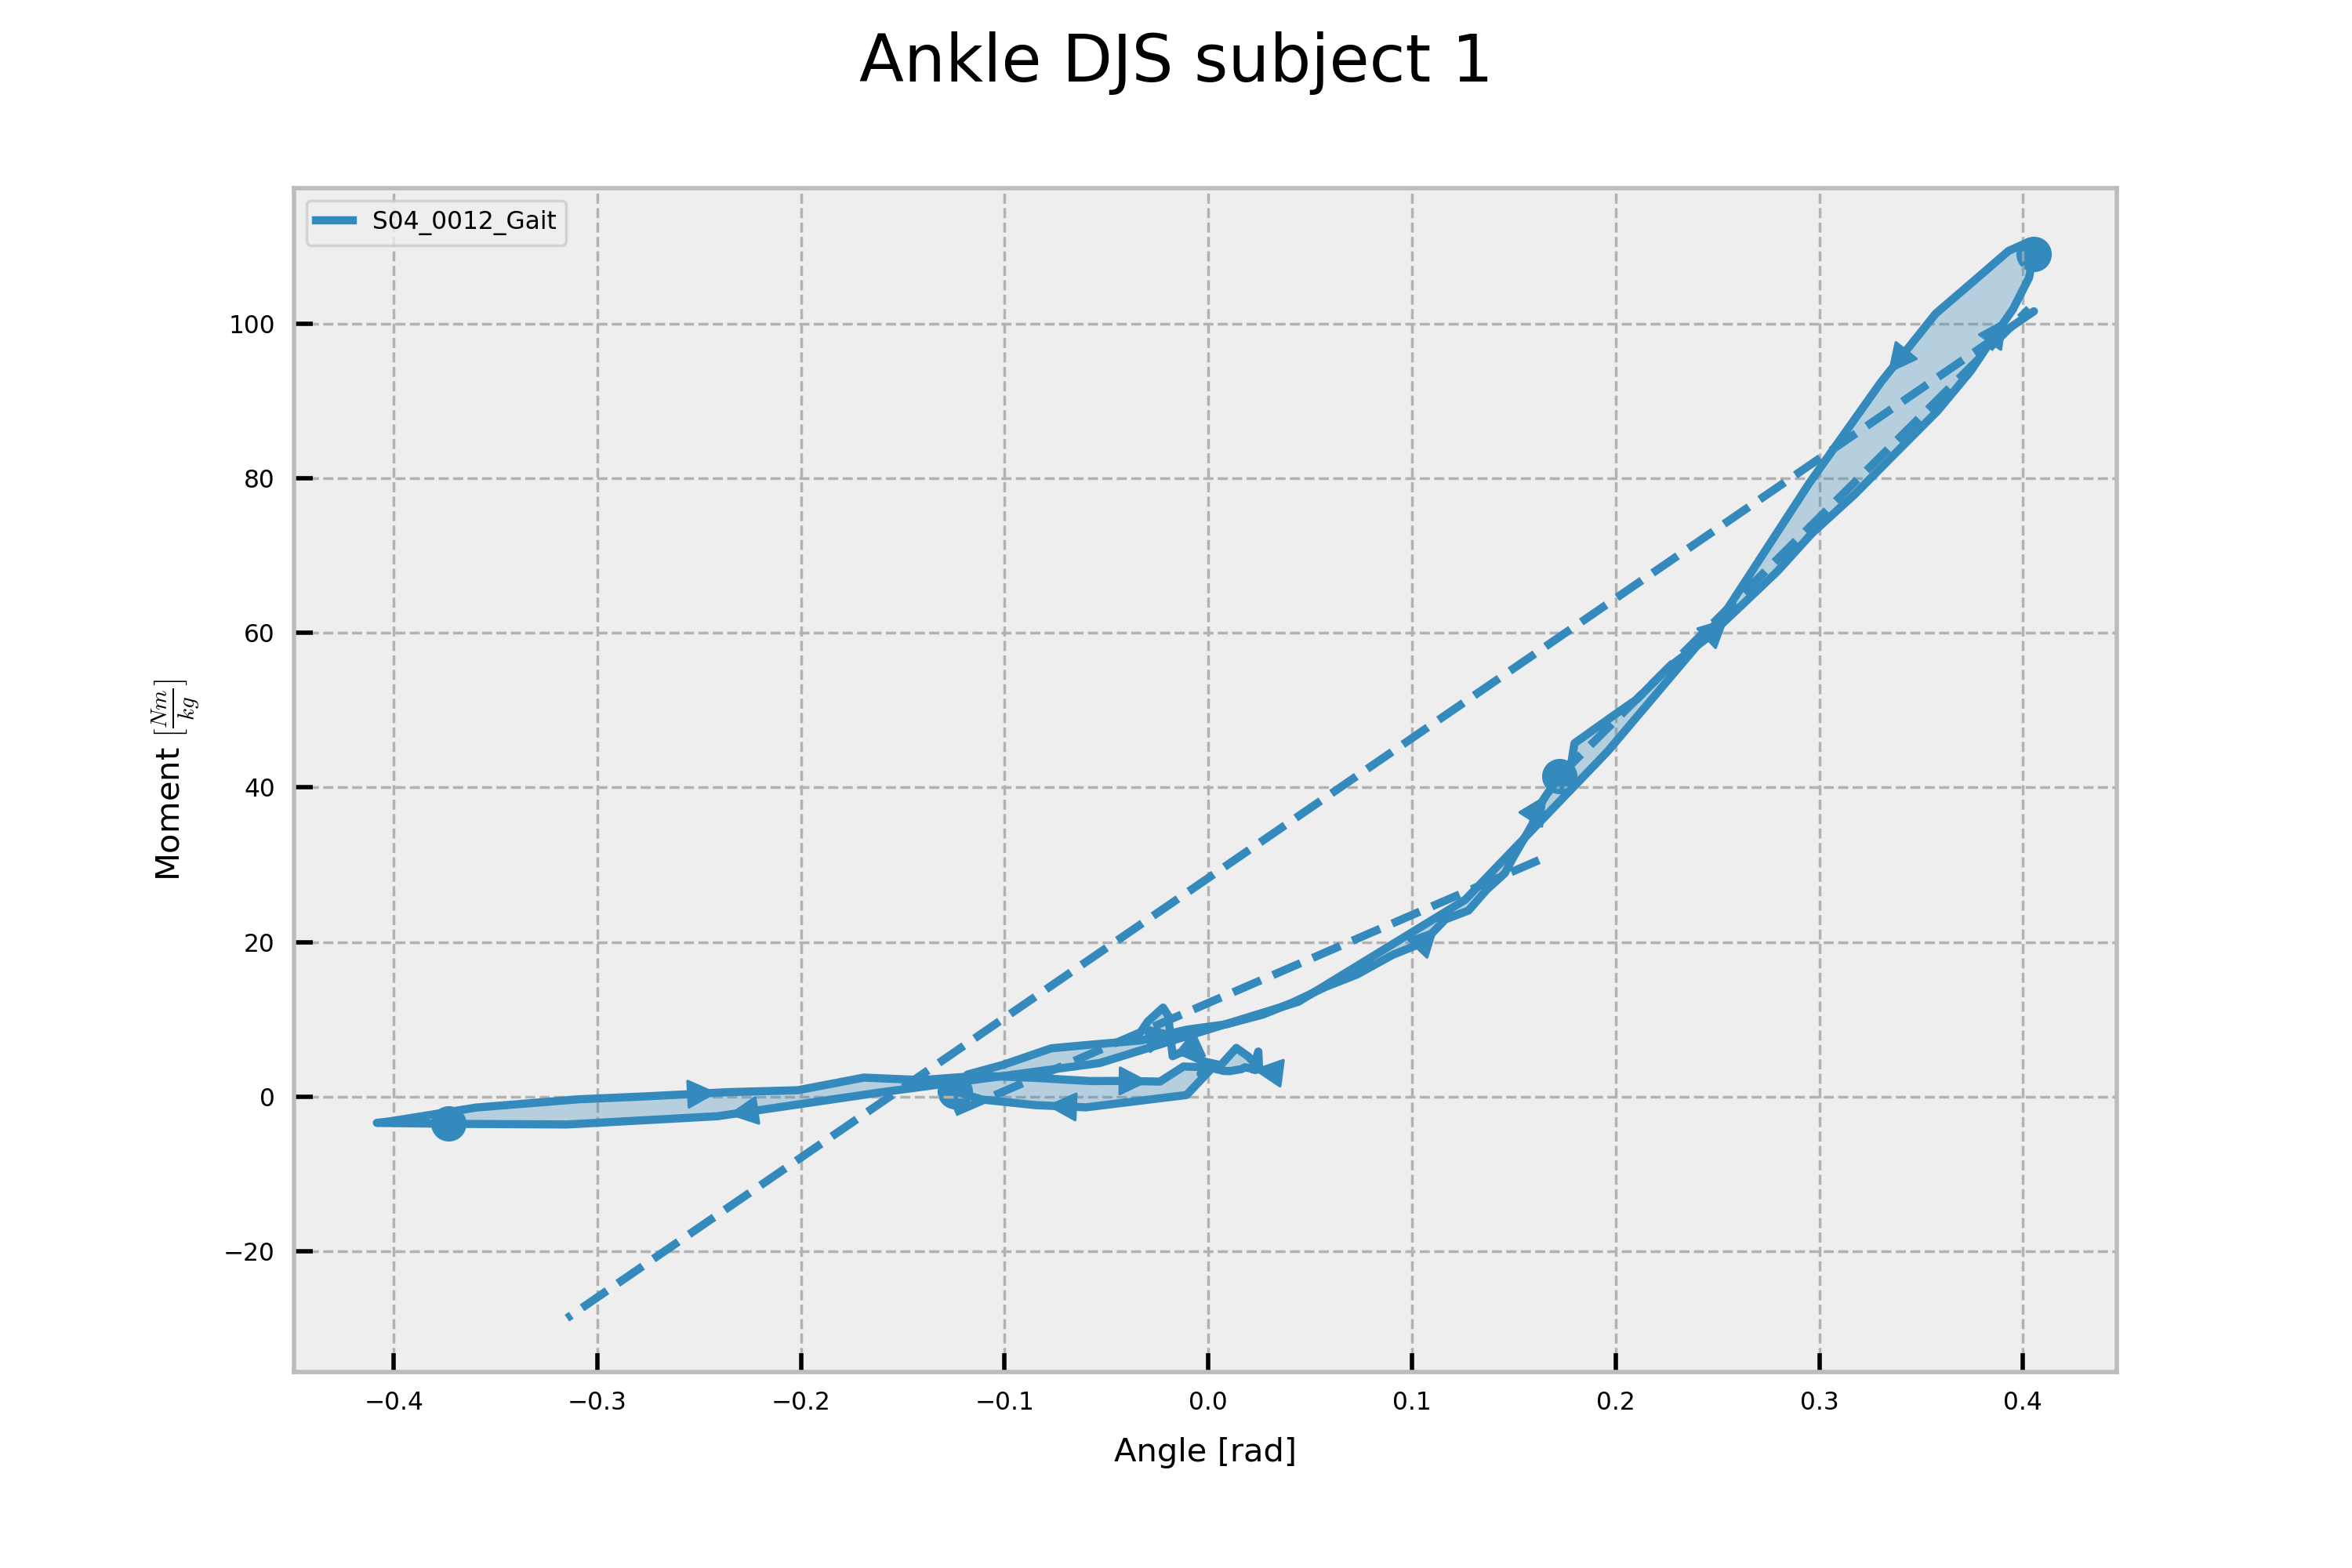 Ankle DJS subject 1
S04_0012_Gait
100
80
60
40
20
0
−20
Moment [Nm/kg]
−0.4 −0.3 −0.2 −0.1 0.0 0.1 0.2 0.3 0.4
Angle [rad]